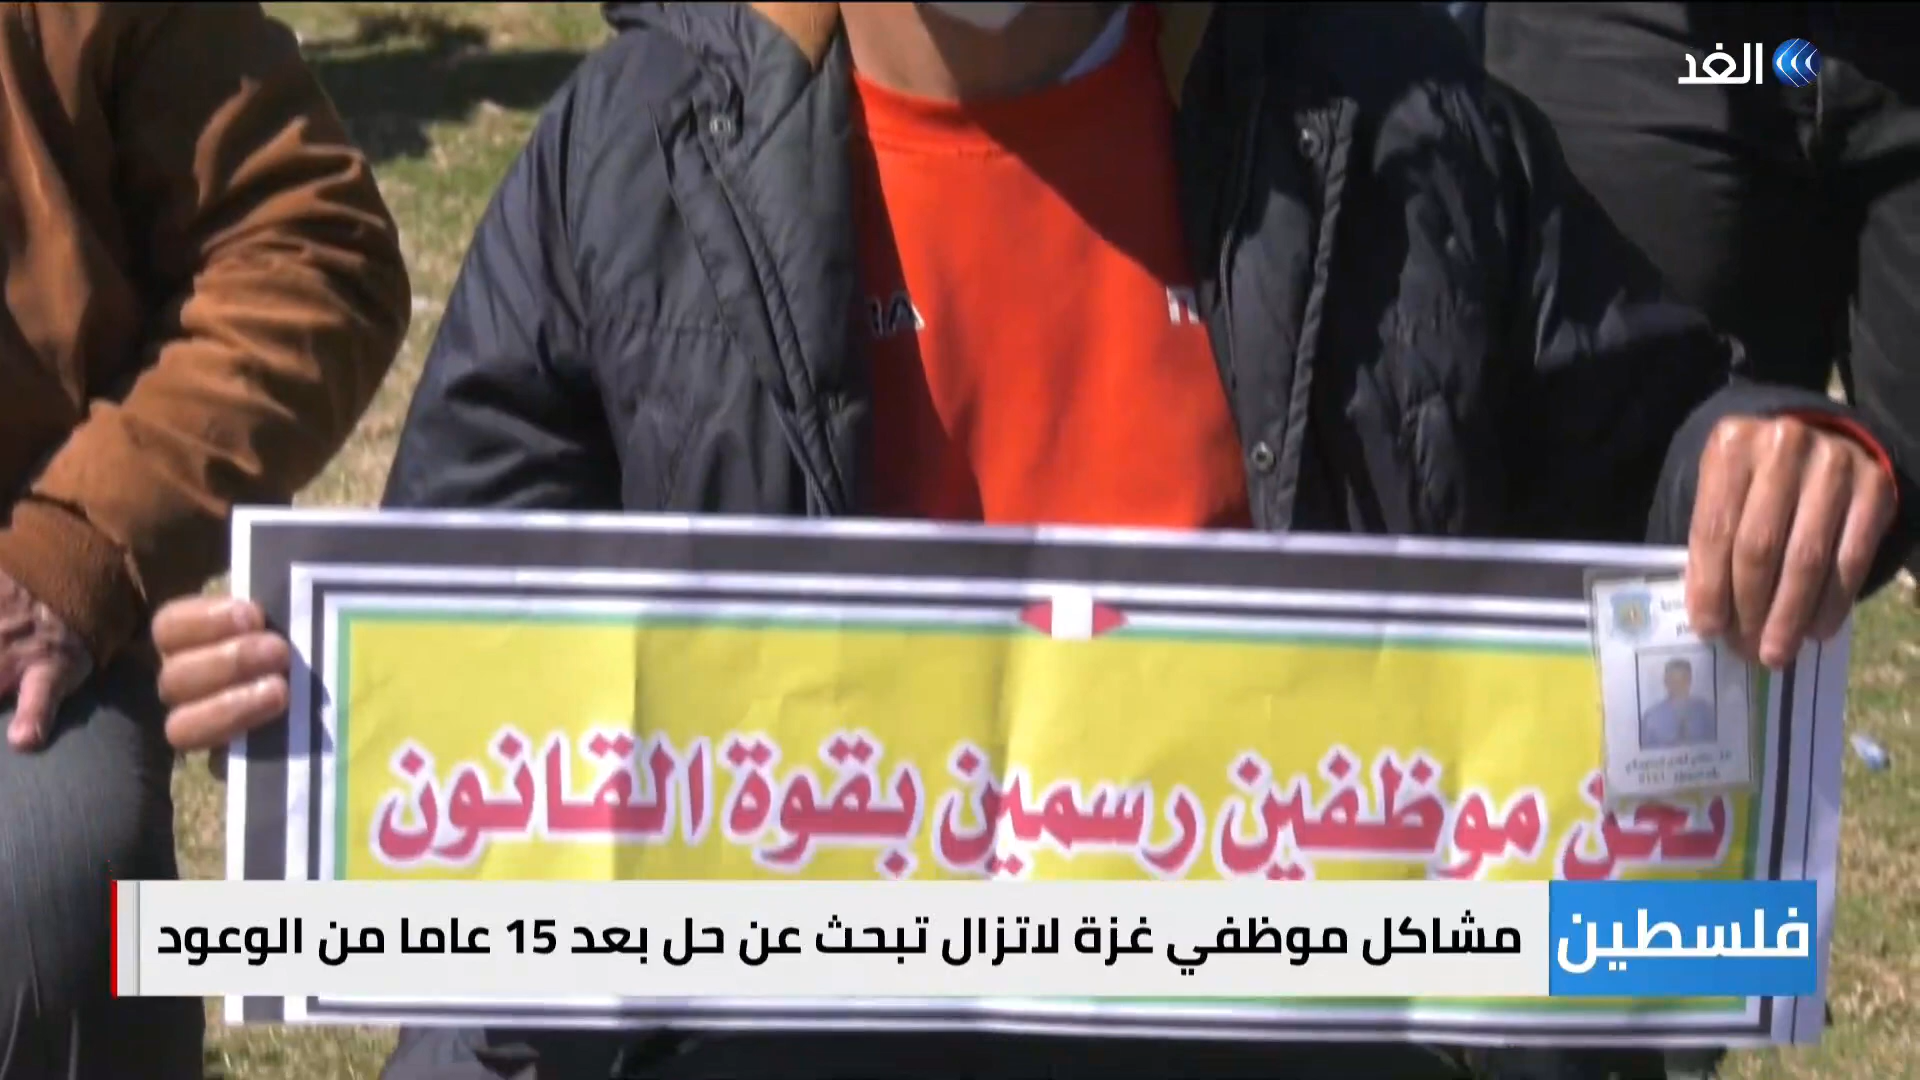 الغد
نحن موظفين رسمين بقوة القانون
فلسطين
مشاكل موظفي غزة لاتزال تبحث عن حل بعد 15 عاما من الوعود